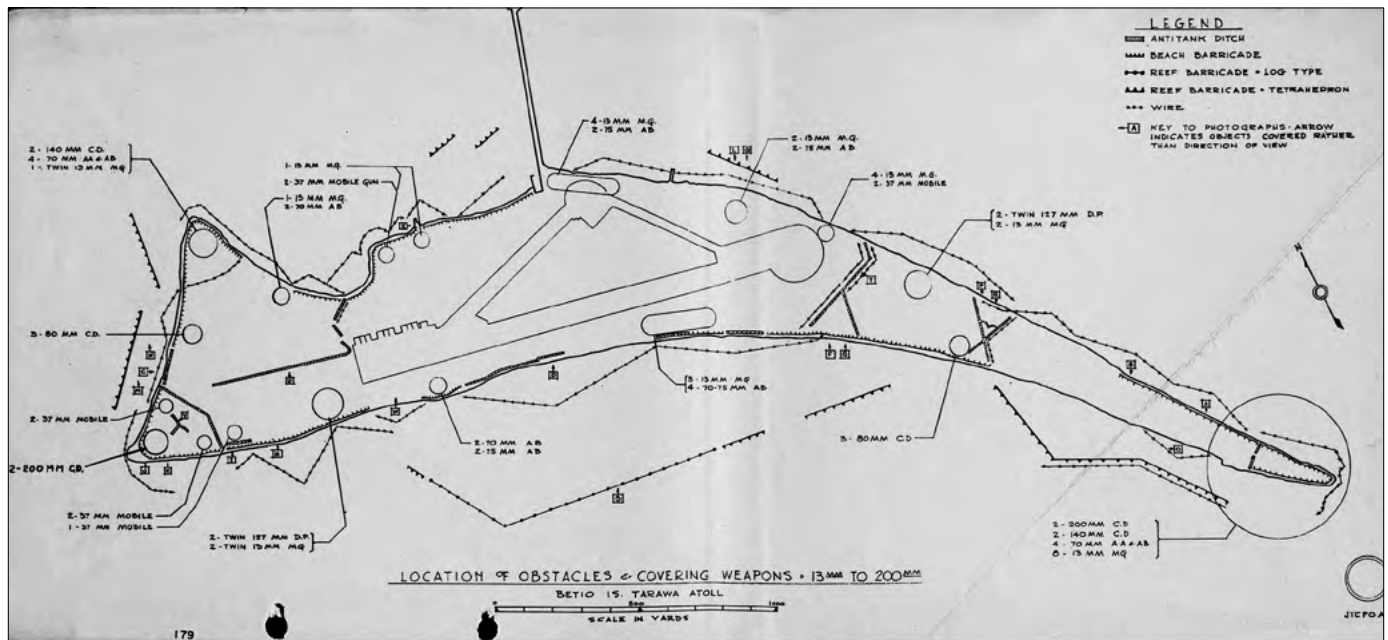 LEGEND
ANTITANK DITCH
BEACH BARRICADE
REEF BARRICADE - LOG TYPE
REEF BARRICADE - TETRAHEDRON
WIRE
A KEY TO PHOTOGRAPHS - ARROW
INDICATES OBJECTS COVERED RATHER
THAN DIRECTION OF VIEW
4-13 MM M.G.
2-75 MM AB
2-13 MM M.G.
2-75 MM AB
4-13 MM M.G.
2-37 MM MOBILE
2-TWIN 127 MM D.P.
2-13 MM MG
2-140 MM C.D.
4-70 MM AA & AB
1-TWIN 13 MM MG
1-13 MM MG.
2-37 MM MOBILE GUN
1-13 MM M.G.
2-70 MM AB
3-80 MM C.D.
2-37 MM MOBILE
2-200 MM C.D.
2-37 MM MOBILE
1-37 MM MOBILE
2-TWIN 127 MM D.P.
2-TWIN 13 MM MG
2-70 MM AB
2-75 MM AB
3-13 MM MG
4-70-75 MM AB
3-80 MM C.D
2-200 MM C.D
2-140 MM C.D
4-70 MM AA & AB
8-13 MM MG
N
LOCATION OF OBSTACLES & COVERING WEAPONS - 13MM TO 200MM
BETIO IS. TARAWA ATOLL
0 500 1000
SCALE IN YARDS
179
JICPOA